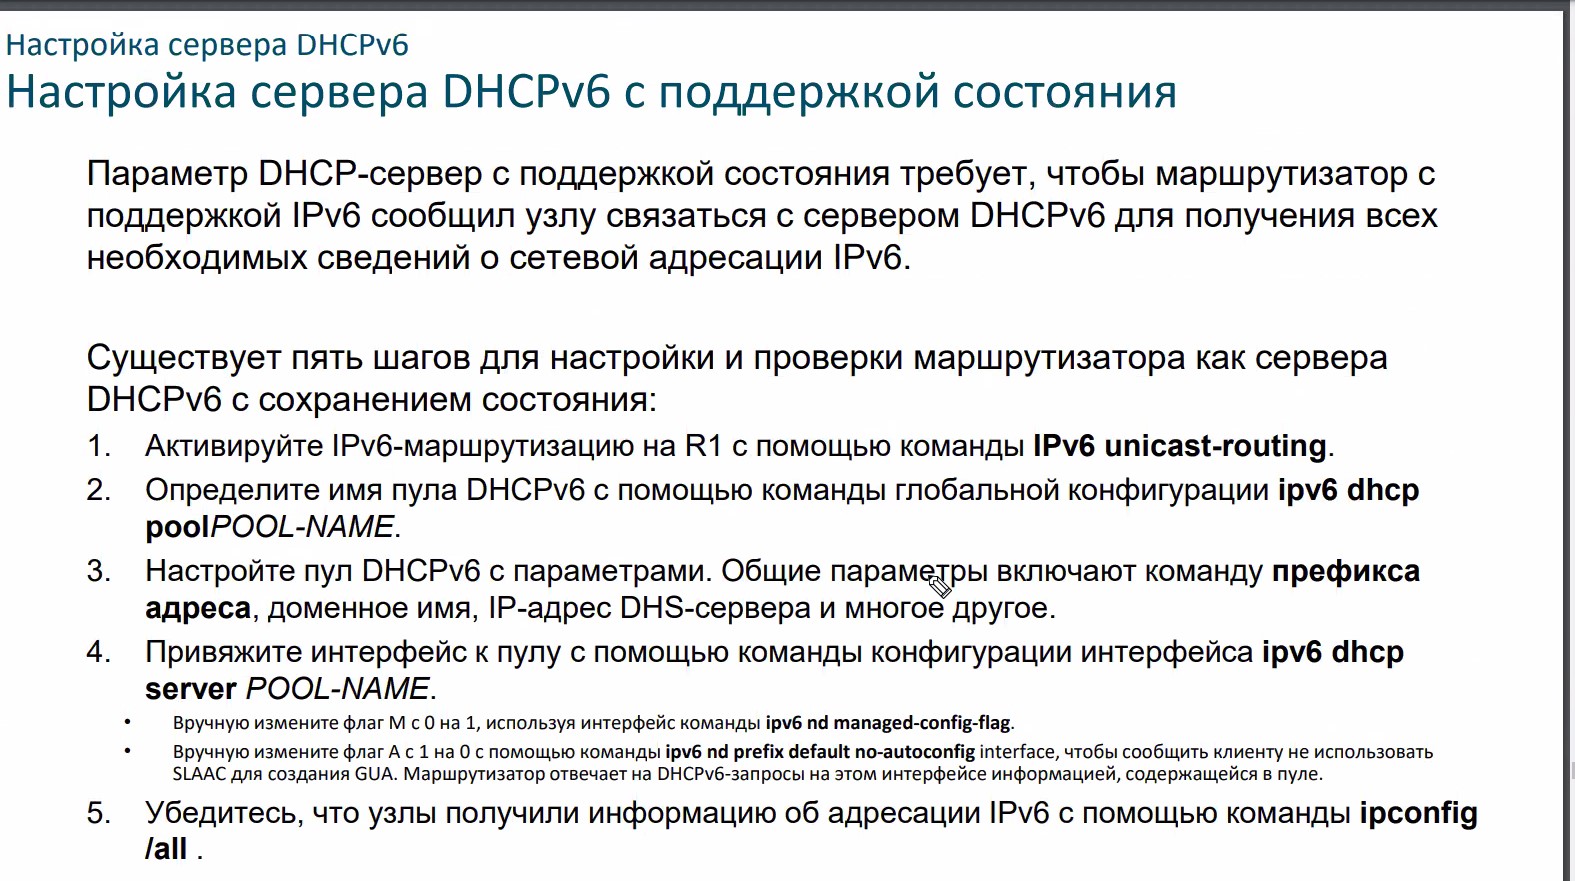 Настройка сервера DHCPv6
Настройка сервера DHCPv6 с поддержкой состояния
Параметр DHCP-сервер с поддержкой состояния требует, чтобы маршрутизатор с
поддержкой IPv6 сообщил узлу связаться с сервером DHCPv6 для получения всех
необходимых сведений о сетевой адресации IPv6.
Существует пять шагов для настройки и проверки маршрутизатора как сервера
DHCPv6 с сохранением состояния:
1. Активируйте IPv6-маршрутизацию на R1 с помощью команды IPv6 unicast-routing.
2. Определите имя пула DHCPv6 с помощью команды глобальной конфигурации ipv6 dhcp
poolPOOL-NAME.
3. Настройте пул DHCPv6 с параметрами. Общие параметры включают команду префикса
адреса, доменное имя, IP-адрес DHS-сервера и многое другое.
4. Привяжите интерфейс к пулу с помощью команды конфигурации интерфейса ipv6 dhcp
server POOL-NAME.
• Вручную измените флаг M с 0 на 1, используя интерфейс команды ipv6 nd managed-config-flag.
• Вручную измените флаг A с 1 на 0 с помощью команды ipv6 nd prefix default no-autoconfig interface, чтобы сообщить клиенту не использовать
SLAAC для создания GUA. Маршрутизатор отвечает на DHCPv6-запросы на этом интерфейсе информацией, содержащейся в пуле.
5. Убедитесь, что узлы получили информацию об адресации IPv6 с помощью команды ipconfig
/all .